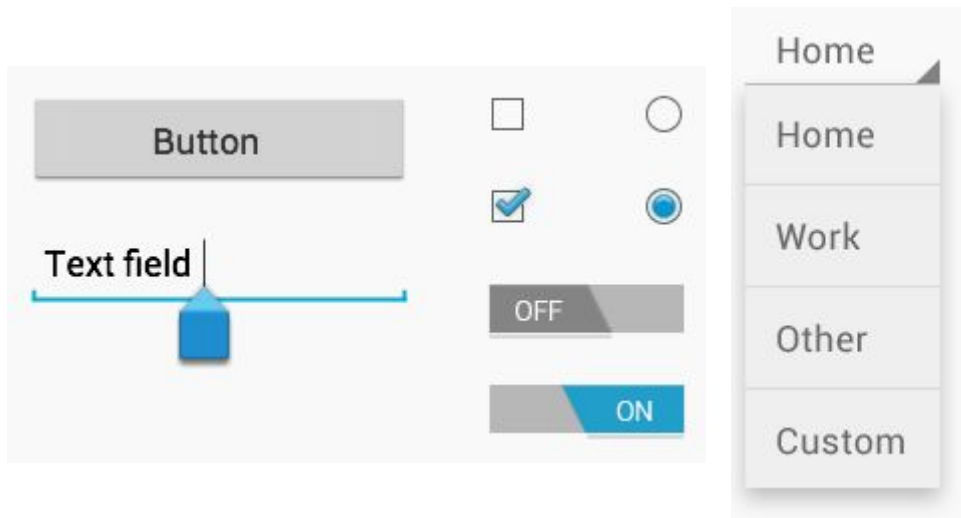 Button
Text field
OFF
ON
Home
Home
Work
Other
Custom